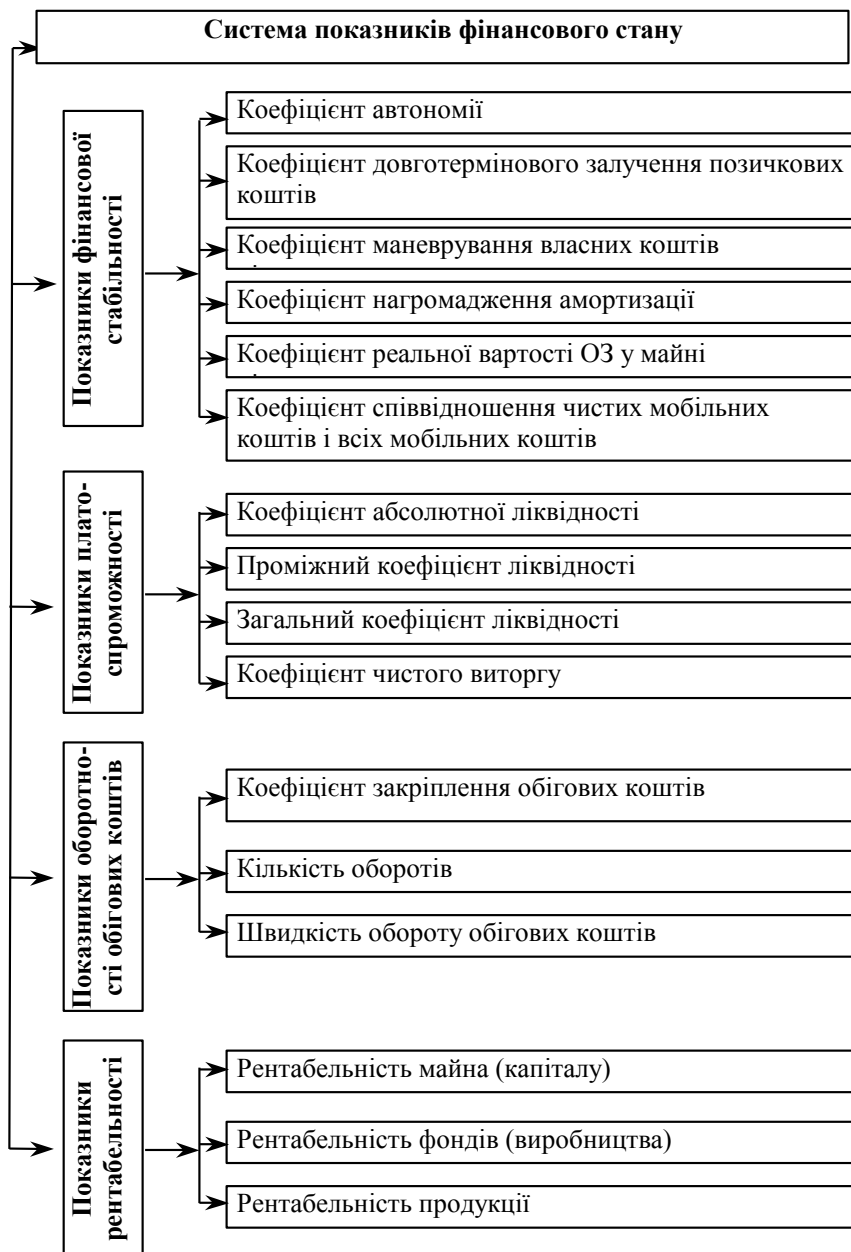 Система показників фінансового стану
Показники фінансової
стабільності
Коефіцієнт автономії
Коефіцієнт довготермінового залучення позичкових
коштів
Коефіцієнт маневрування власних коштів
Коефіцієнт нагромадження амортизації
Коефіцієнт реальної вартості ОЗ у майні
Коефіцієнт співвідношення чистих мобільних
коштів і всіх мобільних коштів
Показники плато-
спроможності
Коефіцієнт абсолютної ліквідності
Проміжний коефіцієнт ліквідності
Загальний коефіцієнт ліквідності
Коефіцієнт чистого виторгу
Показники оборотно-
сті обігових коштів
Коефіцієнт закріплення обігових коштів
Кількість оборотів
Швидкість обороту обігових коштів
Показники
рентабельності
Рентабельність майна (капіталу)
Рентабельність фондів (виробництва)
Рентабельність продукції